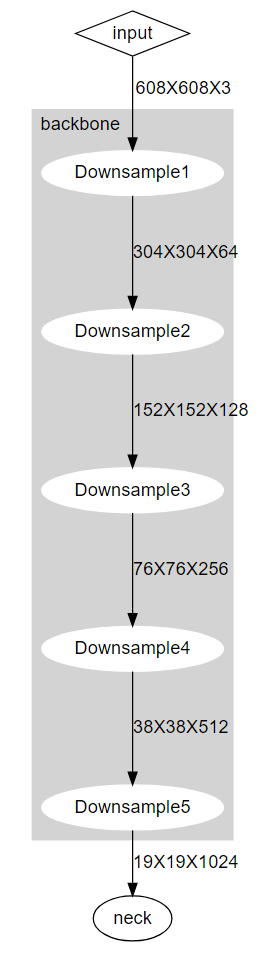 input
608X608X3
backbone
Downsample1
304X304X64
Downsample2
152X152X128
Downsample3
76X76X256
Downsample4
38X38X512
Downsample5
19X19X1024
neck